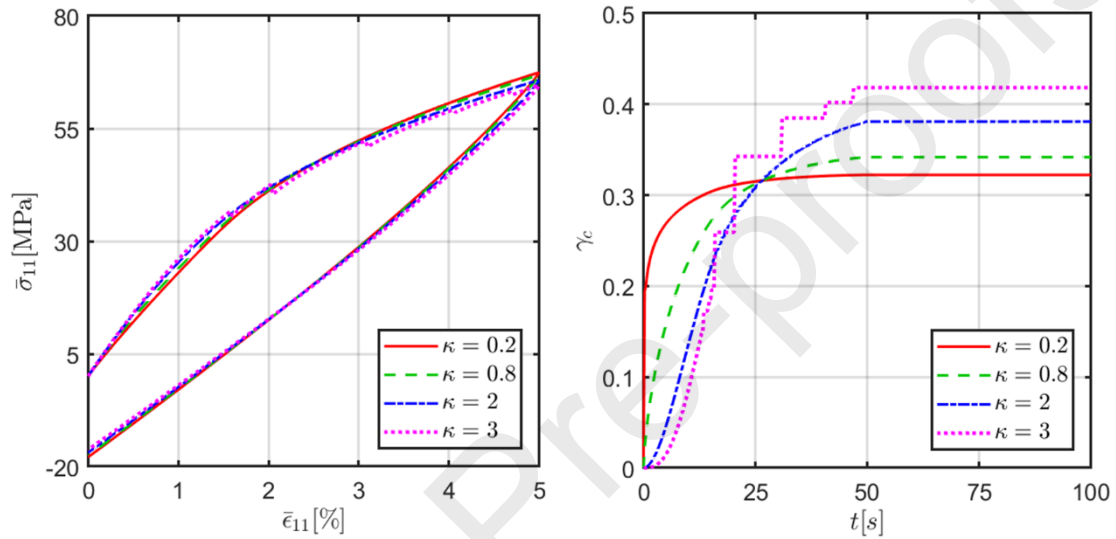 80
55
30
5
-20
σ̄₁₁[MPa]
0 1 2 3 4 5
ε̄₁₁[%]
κ = 0.2
κ = 0.8
κ = 2
κ = 3
0.5
0.4
0.3
0.2
0.1
0
γ_c
0 25 50 75 100
t[s]
κ = 0.2
κ = 0.8
κ = 2
κ = 3
Pre-proof